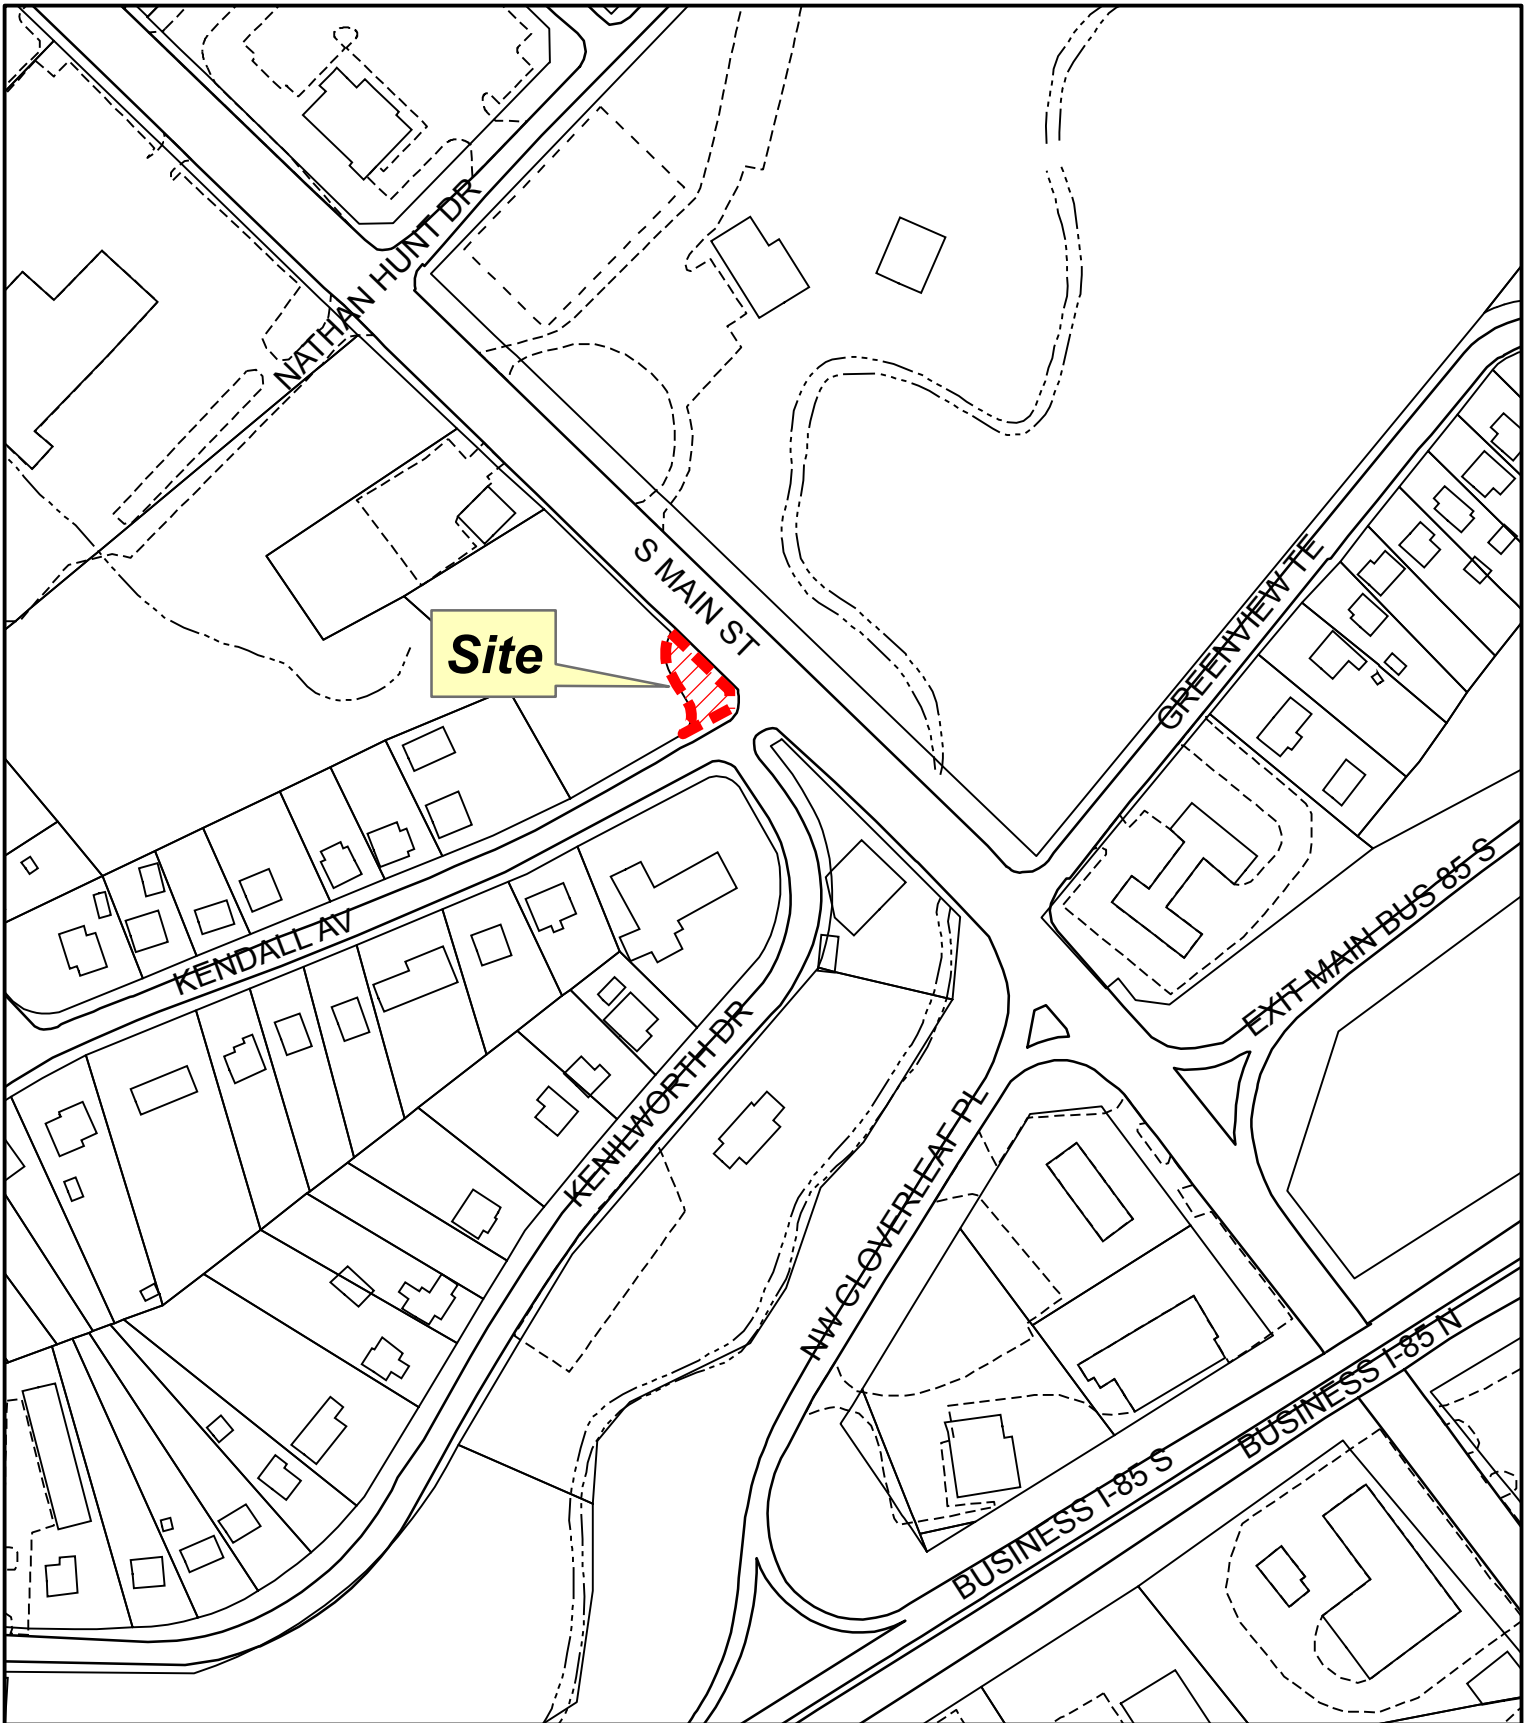 NATHAN HUNT DR
S MAIN ST
GREENVIEW TE
Site
EXIT MAIN BUS 85 S
KENDALL AV
KENILWORTH DR
NW CLOVERLEAF PL
BUSINESS I-85 N
BUSINESS I-85 S